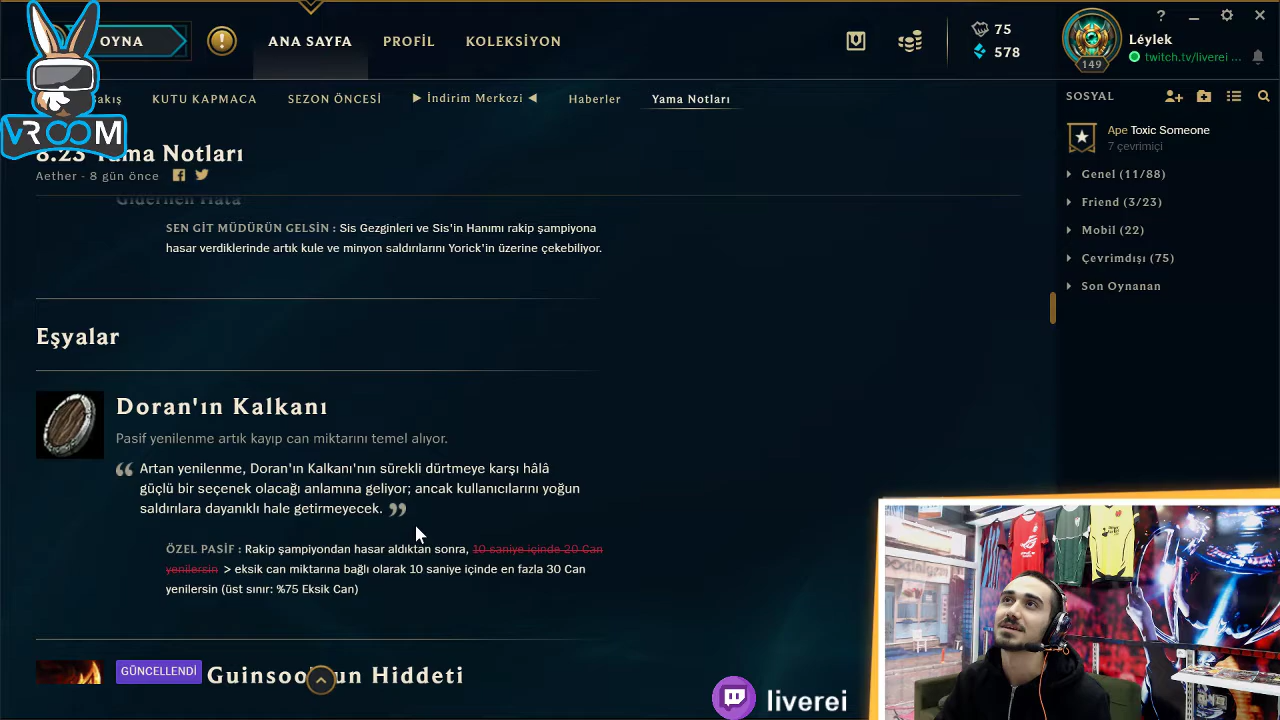 OYNA
ANA SAYFA
PROFİL
KOLEKSİYON
75
578
149
Léylek
twitch.tv/liverei ...
VROOM
KUTU KAPMACA
SEZON ÖNCESİ
▶ İndirim Merkezi ◀
Haberler
Yama Notları
SOSYAL
8.23 Yama Notları
Aether - 8 gün önce
Ape Toxic Someone
7 çevrimiçi
Genel (11/88)
Friend (3/23)
Mobil (22)
Çevrimdışı (75)
Son Oynanan
Giderilen Hata
SEN GİT MÜDÜRÜN GELSİN : Sis Gezginleri ve Sis'in Hanımı rakip şampiyona
hasar verdiklerinde artık kule ve minyon saldırılarını Yorick'in üzerine çekebiliyor.
Eşyalar
Doran'ın Kalkanı
Pasif yenilenme artık kayıp can miktarını temel alıyor.
“ Artan yenilenme, Doran'ın Kalkanı'nın sürekli dürtmeye karşı hâlâ
güçlü bir seçenek olacağı anlamına geliyor; ancak kullanıcılarını yoğun
saldırılara dayanıklı hale getirmeyecek. ”
ÖZEL PASİF : Rakip şampiyondan hasar aldıktan sonra, 10 saniye içinde 20 Can
yenilersin > eksik can miktarına bağlı olarak 10 saniye içinde en fazla 30 Can
yenilersin (üst sınır: %75 Eksik Can)
GÜNCELLENDİ
Guinsoo'un Hiddeti
liverei